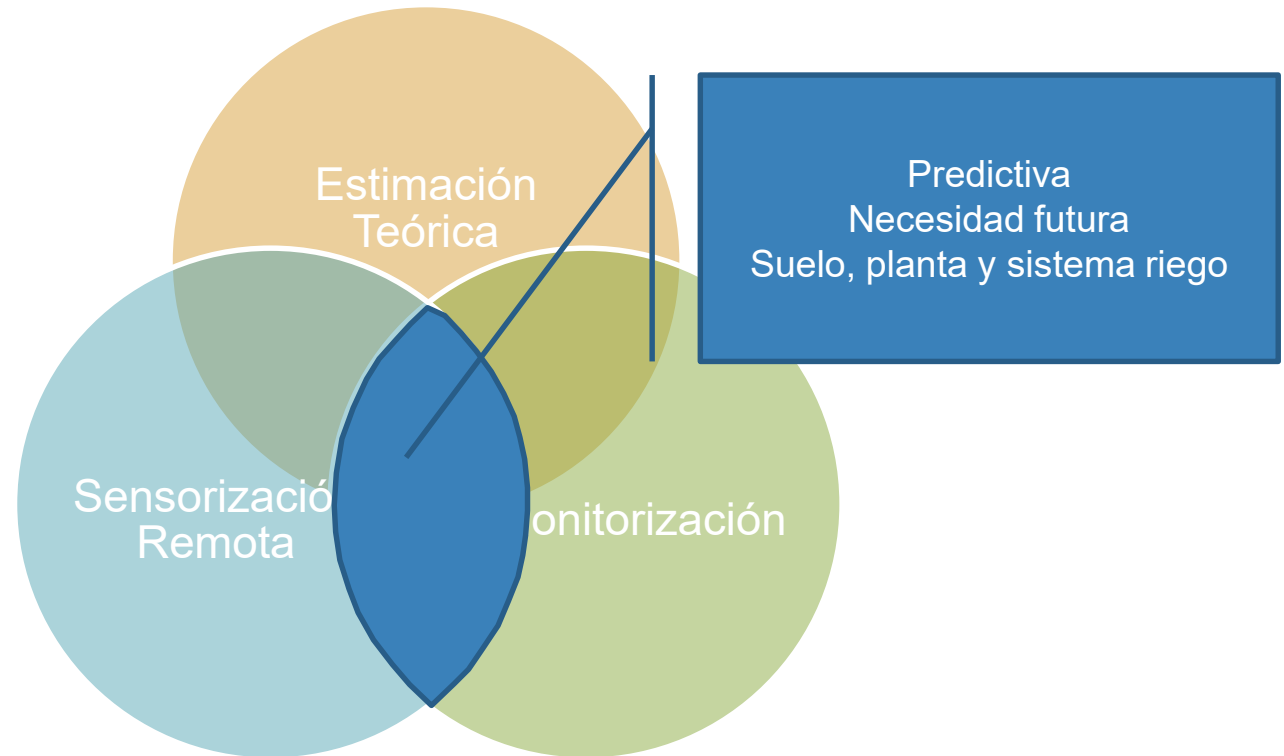 Estimación
Teórica
Predictiva
Necesidad futura
Suelo, planta y sistema riego
Sensorizació
Remota
onitorización